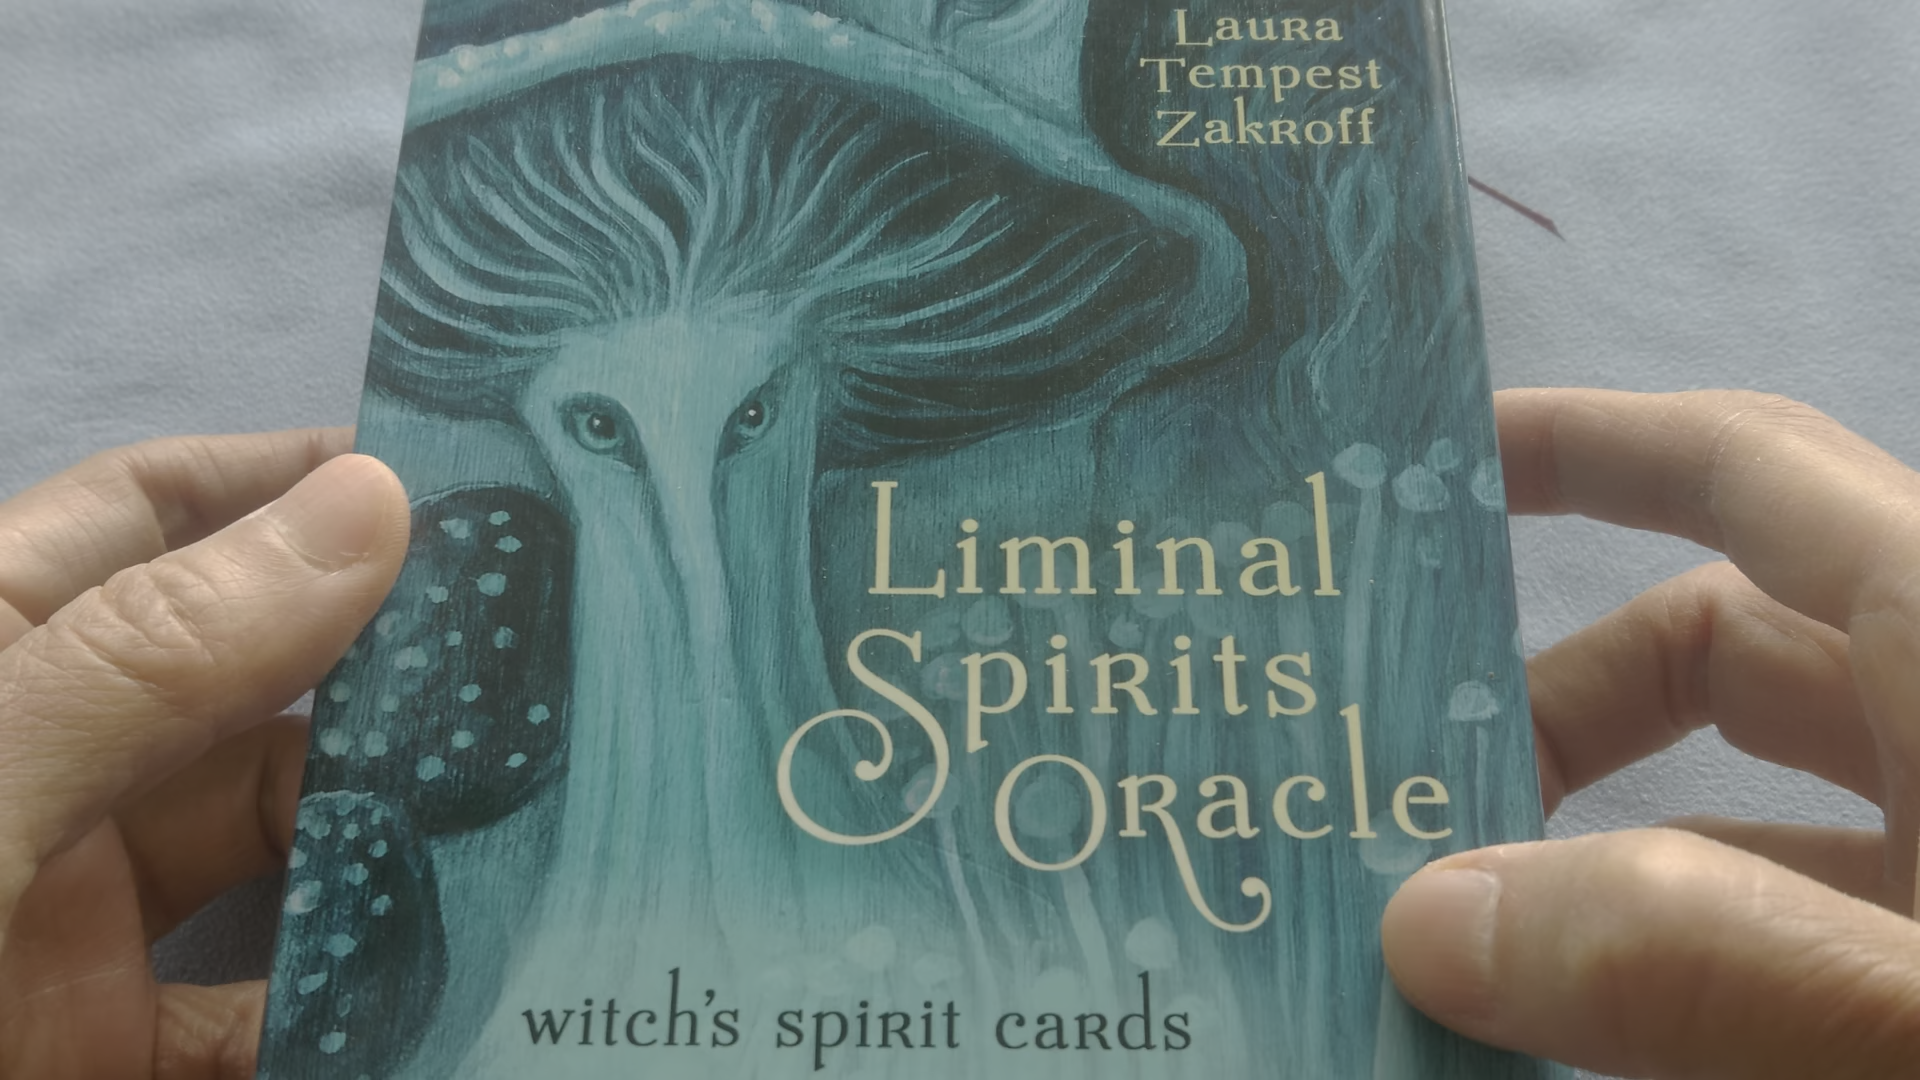 Laura
Tempest
Zakroff
Liminal
Spirits
Oracle
witch's spirit cards